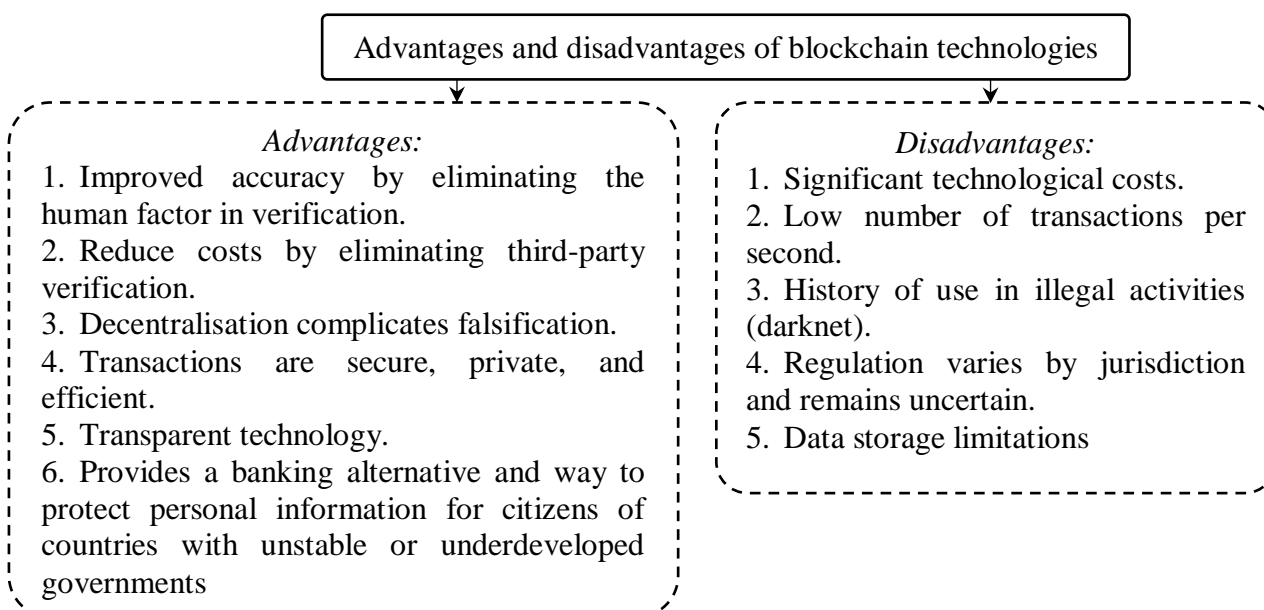 Advantages and disadvantages of blockchain technologies
Advantages:
1. Improved accuracy by eliminating the
human factor in verification.
2. Reduce costs by eliminating third-party
verification.
3. Decentralisation complicates falsification.
4. Transactions are secure, private, and
efficient.
5. Transparent technology.
6. Provides a banking alternative and way to
protect personal information for citizens of
countries with unstable or underdeveloped
governments
Disadvantages:
1. Significant technological costs.
2. Low number of transactions per
second.
3. History of use in illegal activities
(darknet).
4. Regulation varies by jurisdiction
and remains uncertain.
5. Data storage limitations